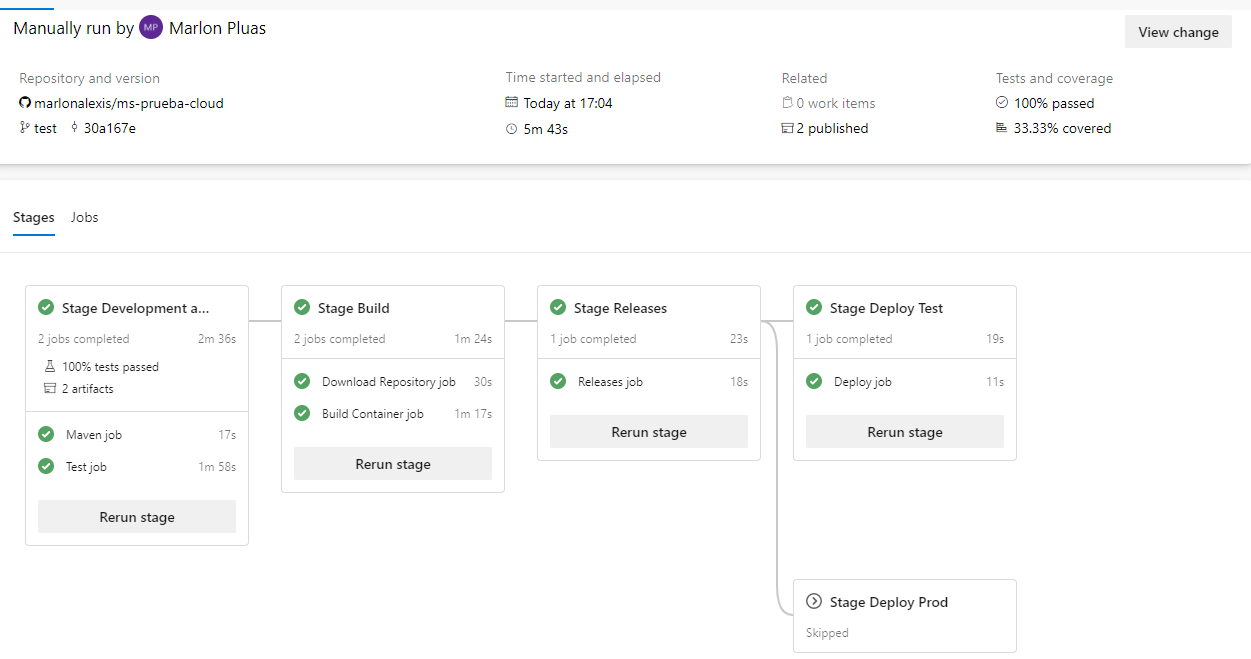 Manually run by MP Marlon Pluas
View change
Repository and version
marlonalexis/ms-prueba-cloud
test 30a167e
Time started and elapsed
Today at 17:04
5m 43s
Related
0 work items
2 published
Tests and coverage
100% passed
33.33% covered
Stages Jobs
Stage Development a...
2 jobs completed 2m 36s
100% tests passed
2 artifacts
Maven job 17s
Test job 1m 58s
Rerun stage
Stage Build
2 jobs completed 1m 24s
Download Repository job 30s
Build Container job 1m 17s
Rerun stage
Stage Releases
1 job completed 23s
Releases job 18s
Rerun stage
Stage Deploy Test
1 job completed 19s
Deploy job 11s
Rerun stage
Stage Deploy Prod
Skipped